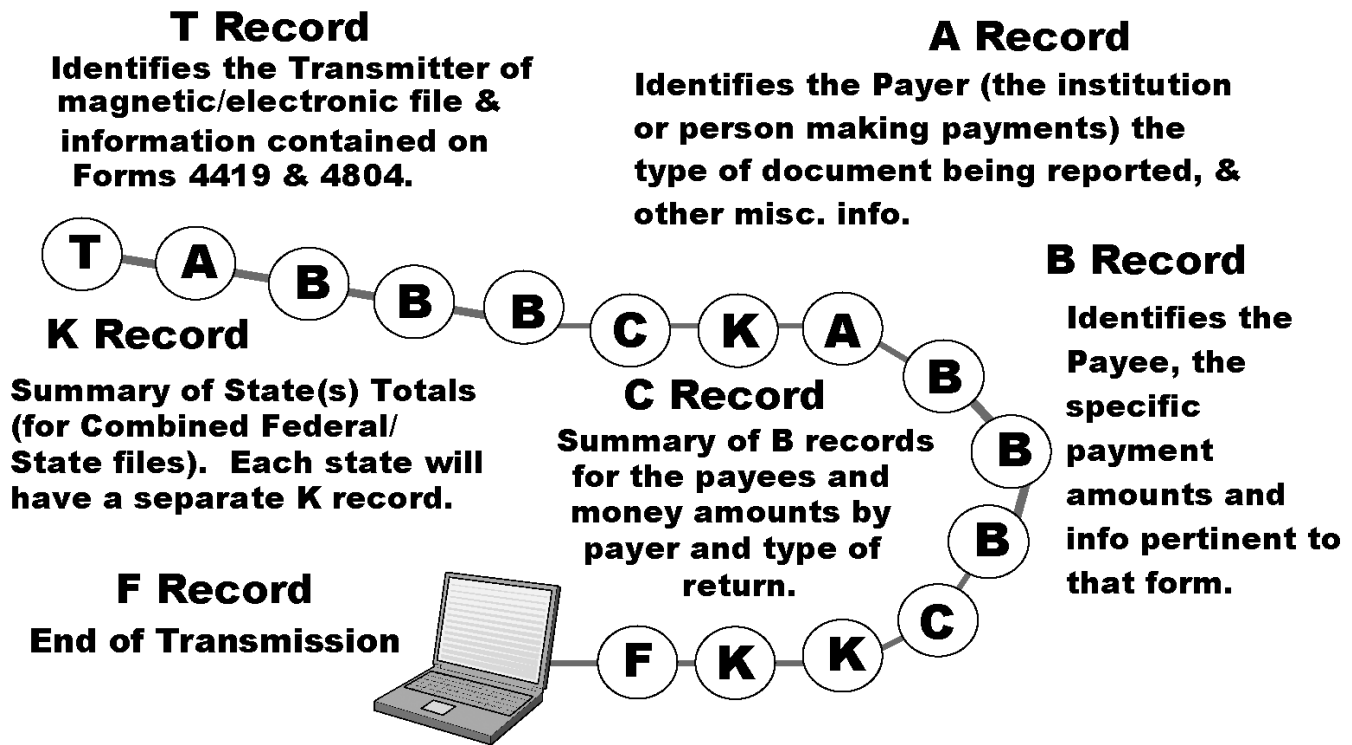 T Record
Identifies the Transmitter of
magnetic/electronic file &
information contained on
Forms 4419 & 4804.
A Record
Identifies the Payer (the institution
or person making payments) the
type of document being reported, &
other misc. info.
T
A
B
B
B
C
K
A
B
B
B
C
K
K
F
B Record
Identifies the
Payee, the
specific
payment
amounts and
info pertinent to
that form.
K Record
Summary of State(s) Totals
(for Combined Federal/
State files).  Each state will
have a separate K record.
C Record
Summary of B records
for the payees and
money amounts by
payer and type of
return.
F Record
End of Transmission